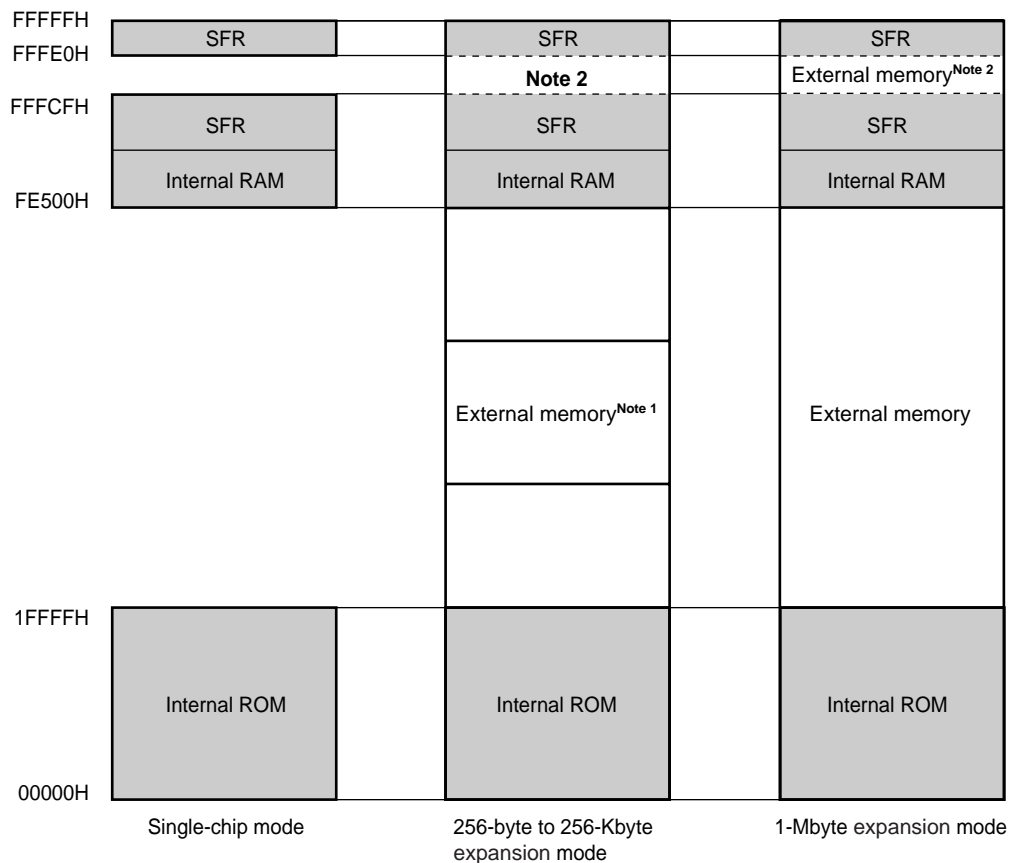 FFFFFH
SFR SFR SFR
FFFE0H
Note 2 External memoryNote 2
FFFCFH
SFR SFR SFR
Internal RAM Internal RAM Internal RAM
FE500H
External memoryNote 1 External memory
1FFFFH
Internal ROM Internal ROM Internal ROM
00000H
Single-chip mode 256-byte to 256-Kbyte 1-Mbyte expansion mode
expansion mode